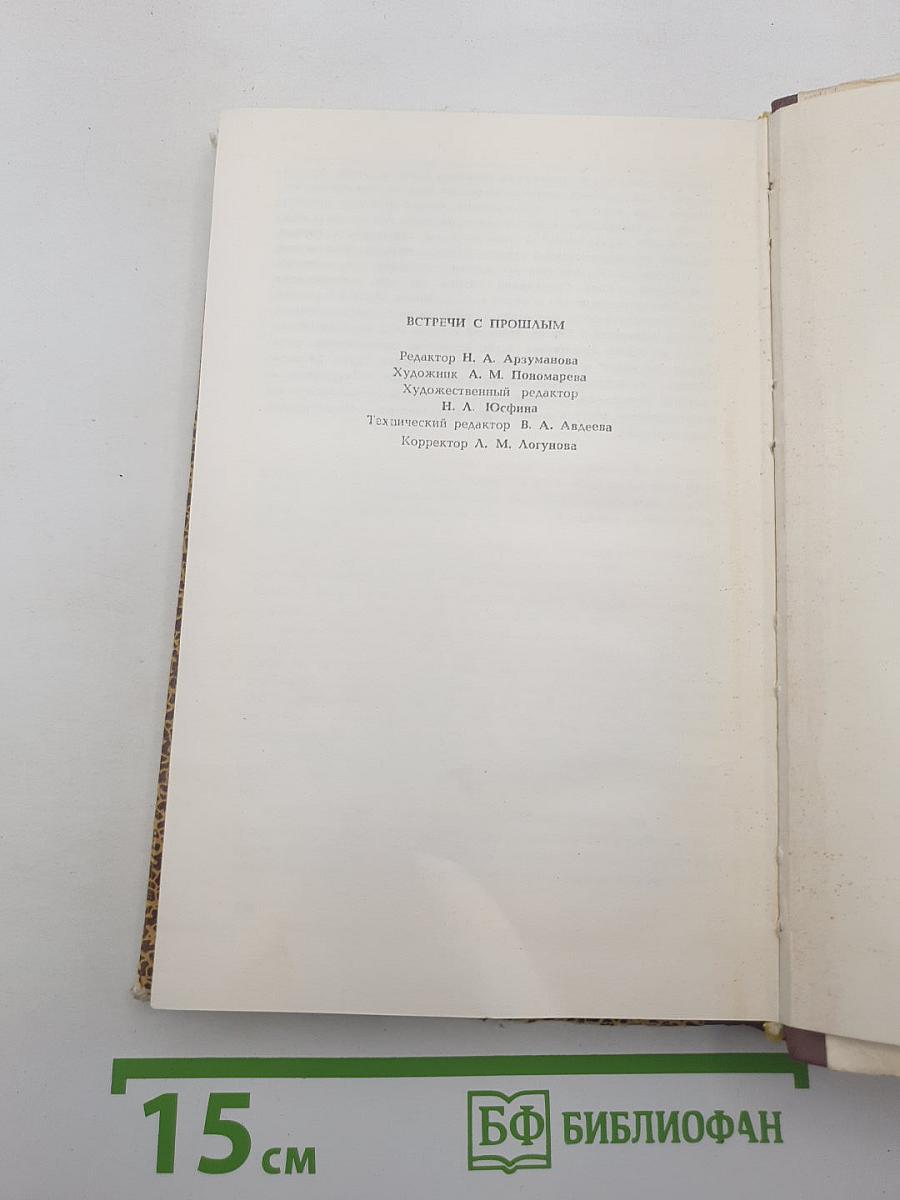 ВСТРЕЧИ С ПРОШЛЫМ
Редактор Н. А. Арзуманова
Художник А. М. Пономарева
Художественный редактор
Н. Л. Юсфина
Технический редактор В. А. Авдеева
Корректор Л. М. Логунова
15 см
БФ БИБЛИОФАН